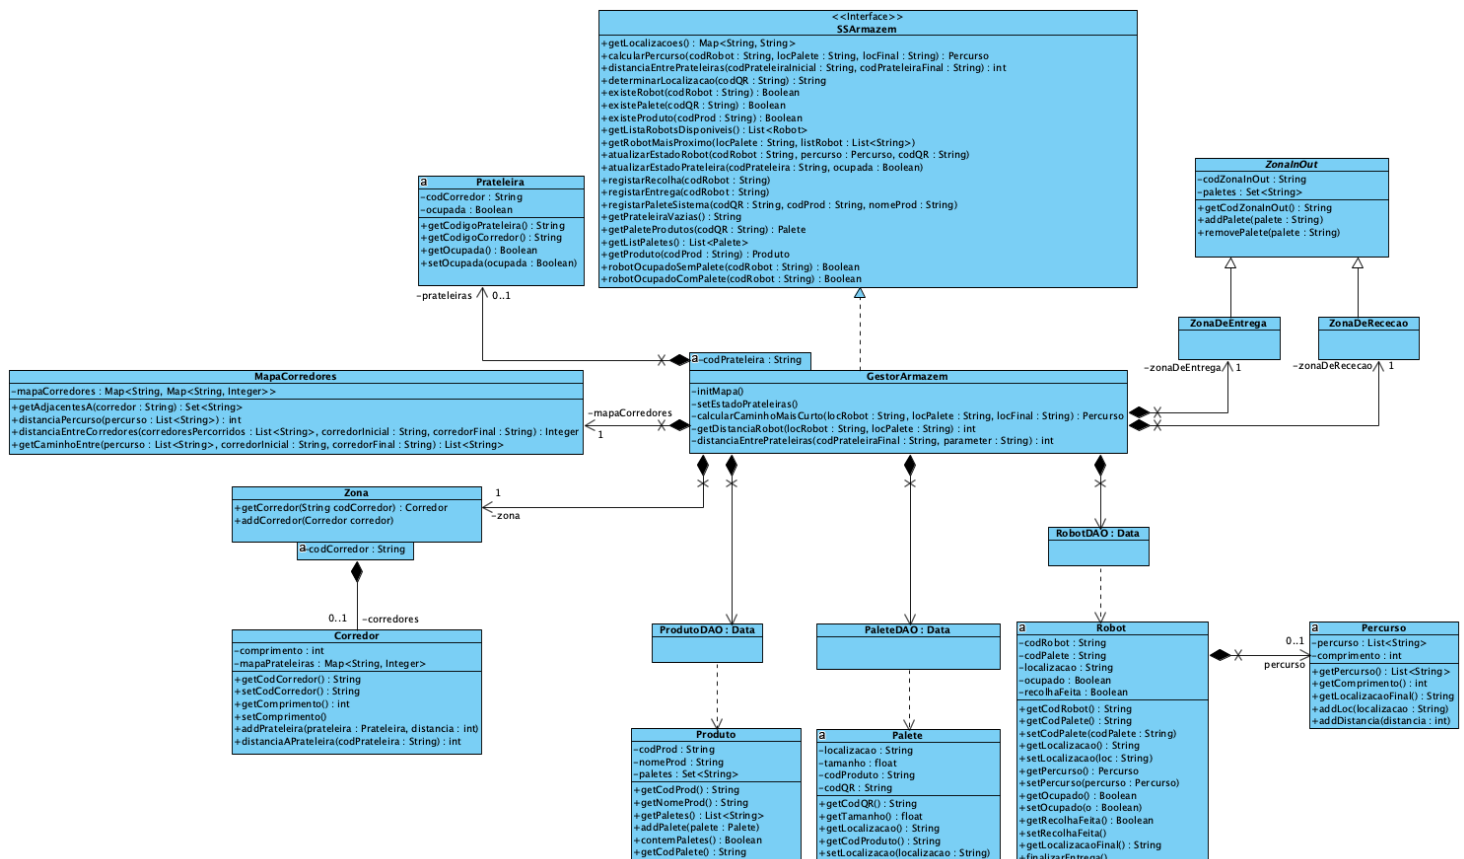 <<Interface>>
SSArmazem
+getLocalizacoes() : Map<String, String>
+calcularPercurso(codRobot : String, locPalete : String, locFinal : String) : Percurso
+distanciaEntrePrateleiras(codPrateleiraInicial : String, codPrateleiraFinal : String) : int
+determinarLocalizacao(codQR : String) : String
+existeRobot(codRobot : String) : Boolean
+existePalete(codQR : String) : Boolean
+existeProduto(codProd : String) : Boolean
+getListaRobotsDisponiveis() : List<Robot>
+getRobotMaisProximo(locPalete : String, listRobot : List<String>)
+atualizarEstadoRobot(codRobot : String, percurso : Percurso, codQR : String)
+atualizarEstadoPrateleira(codPrateleira : String, ocupada : Boolean)
+registarRecolha(codRobot : String)
+registarEntrega(codRobot : String)
+registarPaleteSistema(codQR : String, codProd : String, nomeProd : String)
+getPrateleiraVazias() : String
+getPaleteProdutos(codQR : String) : Palete
+getListPaletes() : List<Palete>
+getProduto(codProd : String) : Produto
+robotOcupadoSemPalete(codRobot : String) : Boolean
+robotOcupadoComPalete(codRobot : String) : Boolean
ZonaInOut
-codZonaInOut : String
-paletes : Set<String>
+getCodZonaInOut() : String
+addPalete(palete : String)
+removePalete(palete : String)
a
Prateleira
-codCorredor : String
-ocupada : Boolean
+getCodigoPrateleira() : String
+getCodigoCorredor() : String
+getOcupada() : Boolean
+setOcupada(ocupada : Boolean)
-prateleiras
0..1
ZonaDeEntrega
ZonaDeRececao
-zonaDeEntrega
1
-zonaDeRececao
1
a
-codPrateleira : String
MapaCorredores
-mapaCorredores : Map<String, Map<String, Integer>>
+getAdjacentesA(corredor : String) : Set<String>
+distanciaPercurso(percurso : List<String>) : int
+distanciaEntreCorredores(corredoresPercorridos : List<String>, corredorInicial : String, corredorFinal : String) : Integer
+getCaminhoEntre(percurso : List<String>, corredorInicial : String, corredorFinal : String) : List<String>
-mapaCorredores
1
GestorArmazem
-initMapa()
-setEstadoPrateleiras()
-calcularCaminhoMaisCurto(locRobot : String, locPalete : String, locFinal : String) : Percurso
-getDistanciaRobot(locRobot : String, locPalete : String) : int
-distanciaEntrePrateleiras(codPrateleiraFinal : String, parameter : String) : int
Zona
+getCorredor(String codCorredor) : Corredor
+addCorredor(Corredor corredor)
1
-zona
a
-codCorredor : String
0..1
-corredores
Corredor
-comprimento : int
-mapaPrateleiras : Map<String, Integer>
+getCodCorredor() : String
+setCodCorredor() : String
+getComprimento() : int
+setComprimento()
+addPrateleira(prateleira : Prateleira, distancia : int)
+distanciaAPrateleira(codPrateleira : String) : int
RobotDAO : Data
ProdutoDAO : Data
PaleteDAO : Data
Produto
-codProd : String
-nomeProd : String
-paletes : Set<String>
+getCodProd() : String
+getNomeProd() : String
+getPaletes() : List<String>
+addPalete(palete : Palete)
+contemPaletes() : Boolean
+getCodPalete() : String
a
Palete
-localizacao : String
-tamanho : float
-codProduto : String
-codQR : String
+getCodQR() : String
+getTamanho() : float
+getLocalizacao() : String
+getCodProduto() : String
+setLocalizacao(localizacao : String)
a
Robot
-codRobot : String
-codPalete : String
-localizacao : String
-ocupado : Boolean
-recolhaFeita : Boolean
+getCodRobot() : String
+getCodPalete() : String
+setCodPalete(codPalete : String)
+getLocalizacao() : String
+setLocalizacao(loc : String)
+getPercurso() : Percurso
+setPercurso(percurso : Percurso)
+getOcupado() : Boolean
+setOcupado(o : Boolean)
+getRecolhaFeita() : Boolean
+setRecolhaFeita()
+getLocalizacaoFinal() : String
+finalizarEntrega()
0..1
percurso
a
Percurso
-percurso : List<String>
-comprimento : int
+getPercurso() : List<String>
+getComprimento() : int
+getLocalizacaoFinal() : String
+addLoc(localizacao : String)
+addDistancia(distancia : int)